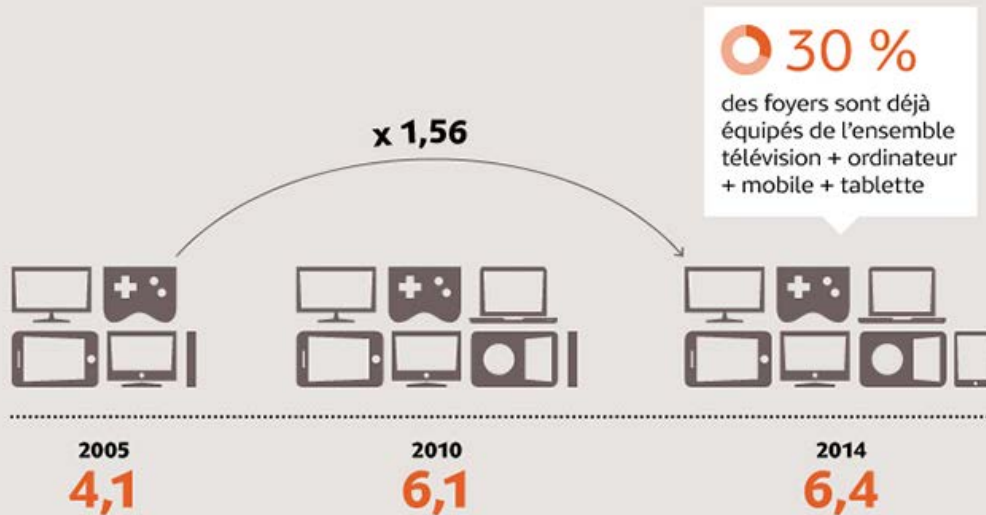 30 %
des foyers sont déjà
équipés de l'ensemble
télévision + ordinateur
+ mobile + tablette
x 1,56
2005
4,1
2010
6,1
2014
6,4